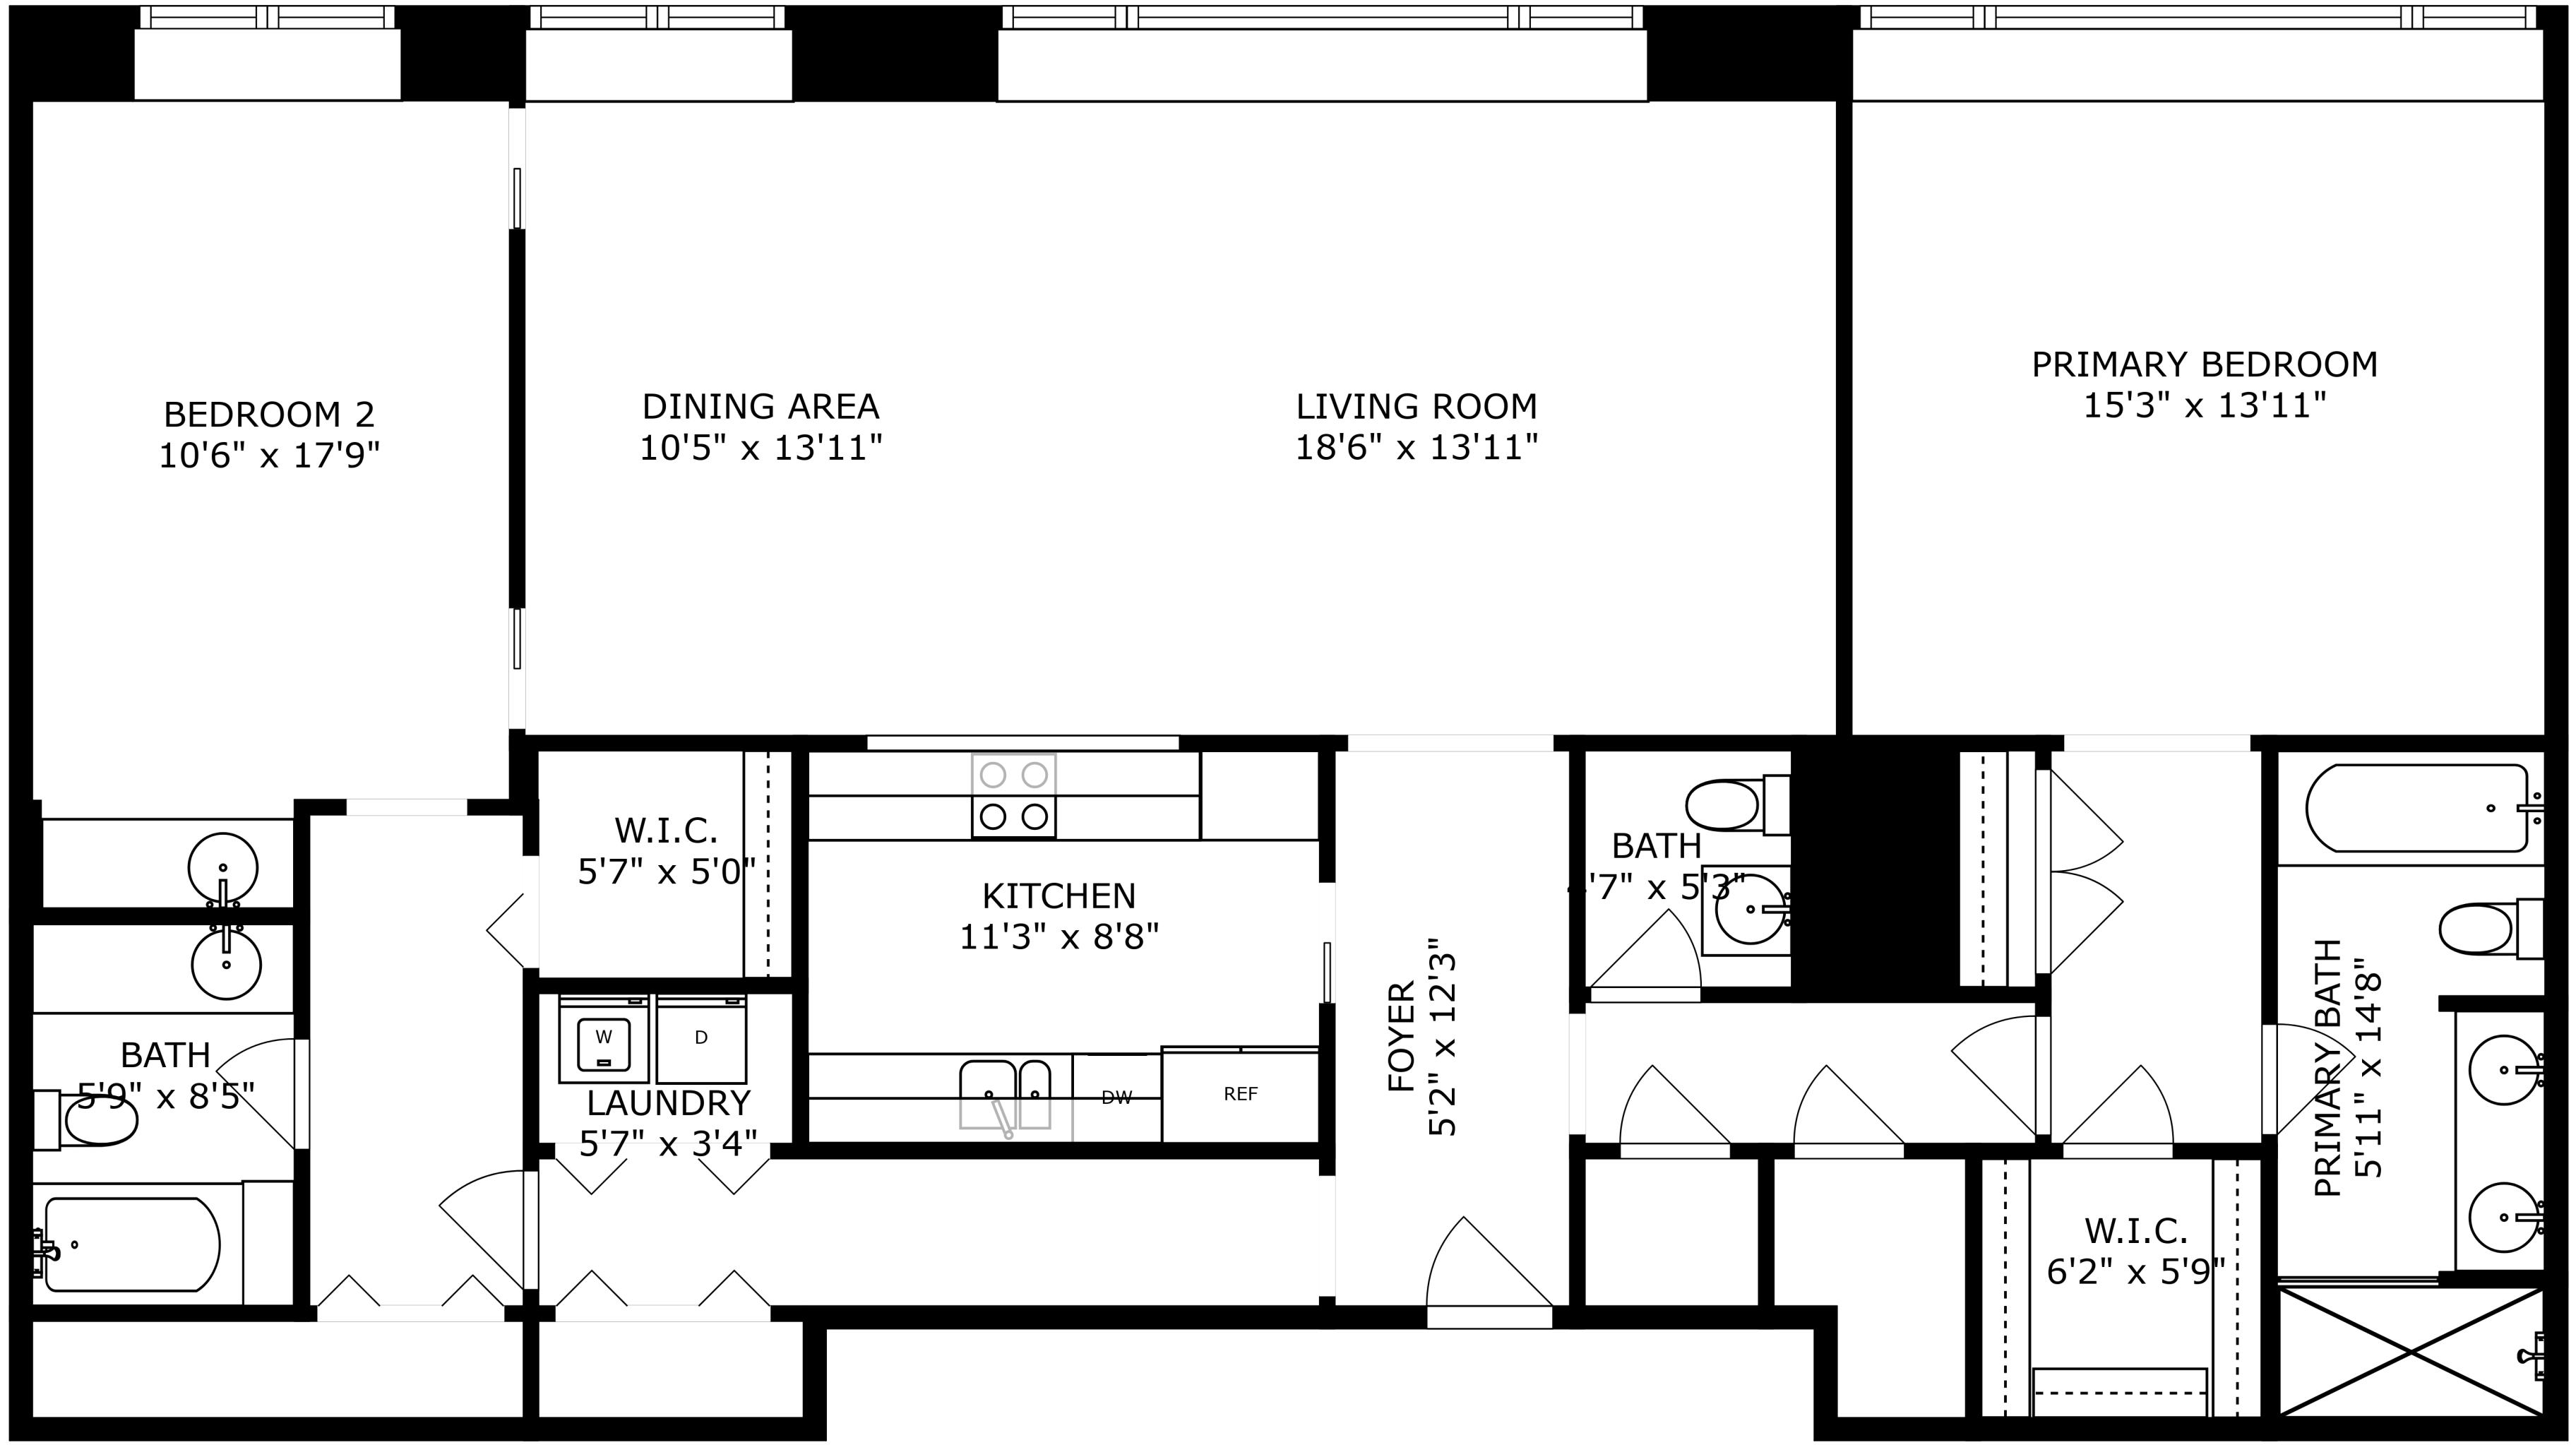 BEDROOM 2
10'6" x 17'9"
DINING AREA
10'5" x 13'11"
LIVING ROOM
18'6" x 13'11"
PRIMARY BEDROOM
15'3" x 13'11"
W.I.C.
5'7" x 5'0"
KITCHEN
11'3" x 8'8"
BATH
'7" x 5'3"
FOYER
5'2" x 12'3"
PRIMARY BATH
5'11" x 14'8"
BATH
5'9" x 8'5"
W
D
LAUNDRY
5'7" x 3'4"
DW
REF
W.I.C.
6'2" x 5'9"